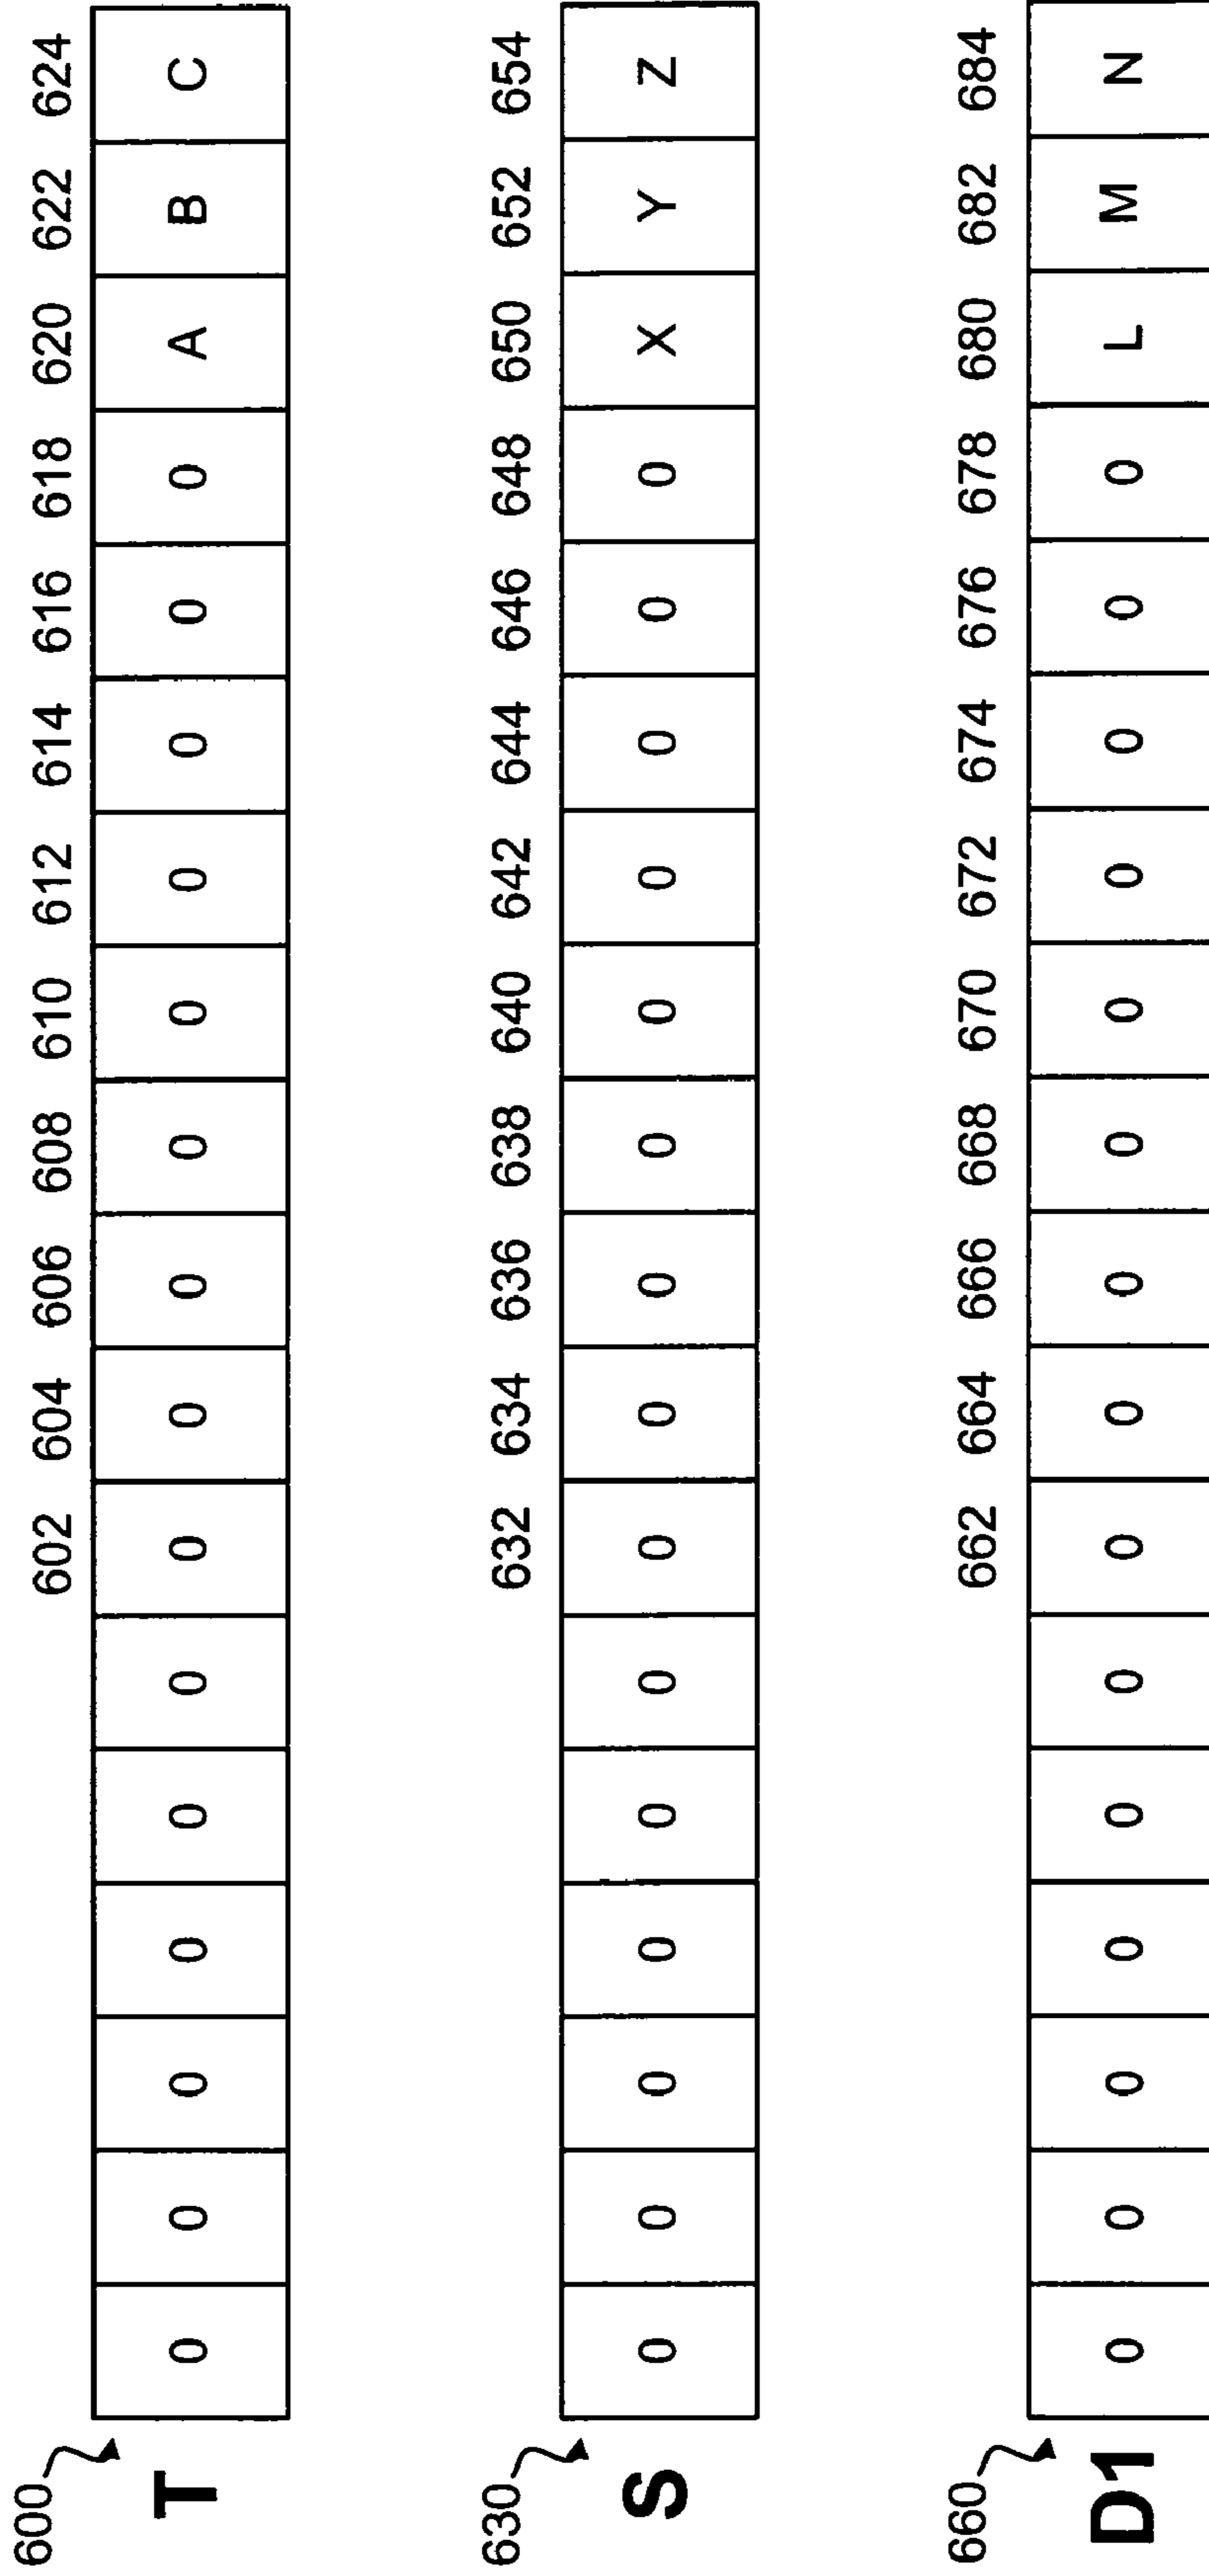 600 602 604 606 608 610 612 614 616 618 620 622 624
T 0 0 0 0 0 0 0 0 0 0 0 0 0 0 0 A B C
630 632 634 636 638 640 642 644 646 648 650 652 654
S 0 0 0 0 0 0 0 0 0 0 0 0 0 0 0 X Y Z
660 662 664 666 668 670 672 674 676 678 680 682 684
D1 0 0 0 0 0 0 0 0 0 0 0 0 0 0 0 L M N